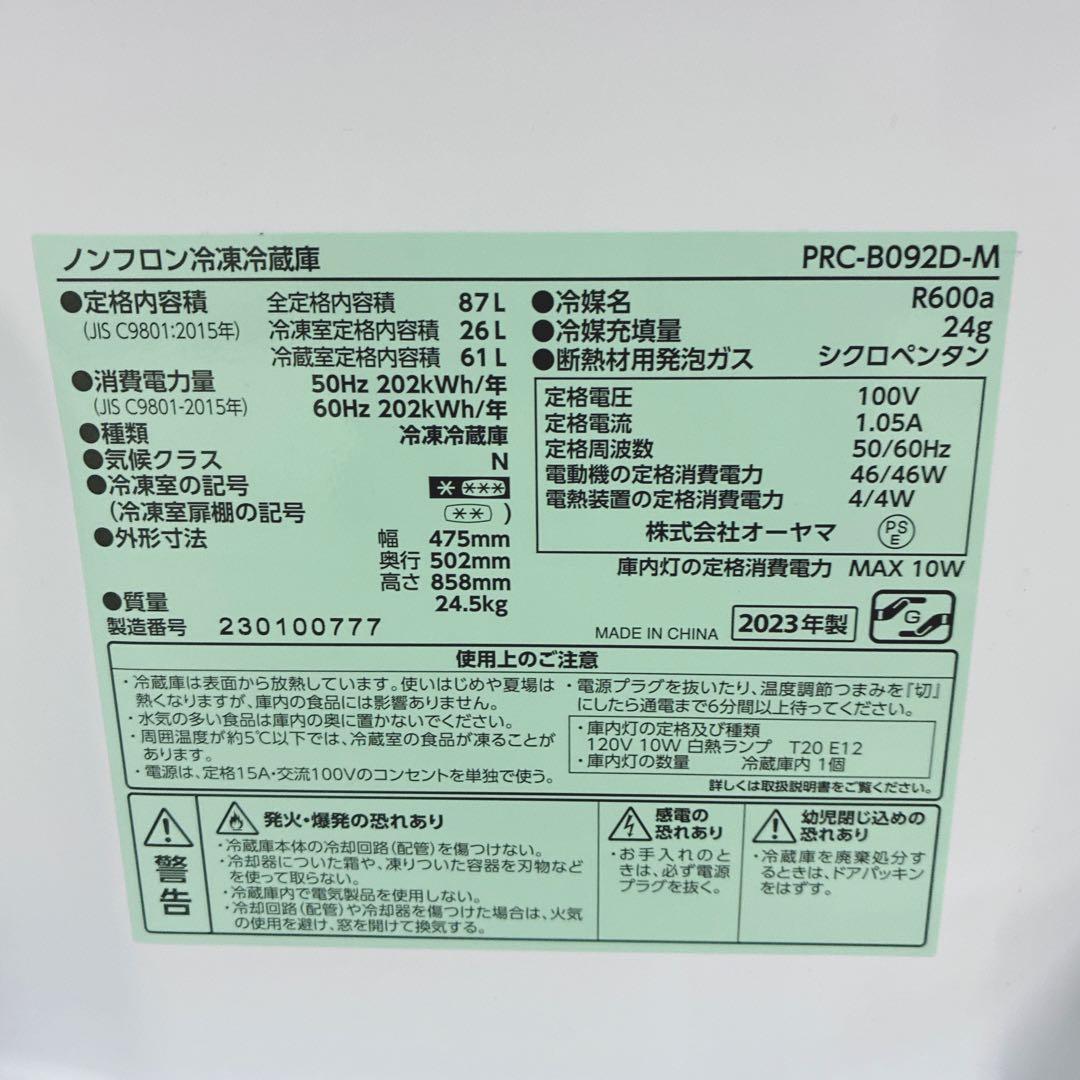 ノンフロン冷凍冷蔵庫 PRC-B092D-M
●定格内容積 全定格内容積 87L
(JIS C9801:2015年) 冷凍室定格内容積 26L
冷蔵室定格内容積 61L
●消費電力量 50Hz 202kWh/年
(JIS C9801-2015年) 60Hz 202kWh/年
●種類 冷凍冷蔵庫
●気候クラス N
●冷凍室の記号 * ***
(冷凍室扉棚の記号 ** )
●外形寸法 幅 475mm
奥行 502mm
高さ 858mm
●質量 24.5kg
製造番号 230100777
●冷媒名 R600a
●冷媒充填量 24g
●断熱材用発泡ガス シクロペンタン
定格電圧 100V
定格電流 1.05A
定格周波数 50/60Hz
電動機の定格消費電力 46/46W
電熱装置の定格消費電力 4/4W
株式会社オーヤマ PS E
庫内灯の定格消費電力 MAX 10W
MADE IN CHINA 2023年製 G
使用上のご注意
・冷蔵庫は表面から放熱しています。使いはじめや夏場は
熱くなりますが、庫内の食品には影響ありません。
・水気の多い食品は庫内の奥に置かないでください。
・周囲温度が約5℃以下では、冷蔵室の食品が凍ることが
あります。
・電源は、定格15A・交流100Vのコンセントを単独で使う。
・電源プラグを抜いたり、温度調節つまみを『切』
にしたら通電まで6分間以上待ってください。
・庫内灯の定格及び種類
120V 10W 白熱ランプ T20 E12
・庫内灯の数量 冷蔵庫内 1個
詳しくは取扱説明書をご覧ください。
警告
発火・爆発の恐れあり
・冷蔵庫本体の冷却回路(配管)を傷つけない。
・冷却器についた霜や、凍りついた容器を刃物など
を使って取らない。
・冷蔵庫内で電気製品を使用しない。
・冷却回路(配管)や冷却器を傷つけた場合は、火気
の使用を避け、窓を開けて換気する。
感電の
恐れあり
・お手入れのと
きは、必ず電源
プラグを抜く。
幼児閉じ込めの
恐れあり
・冷蔵庫を廃棄処分す
るときは、ドアパッキン
をはずす。